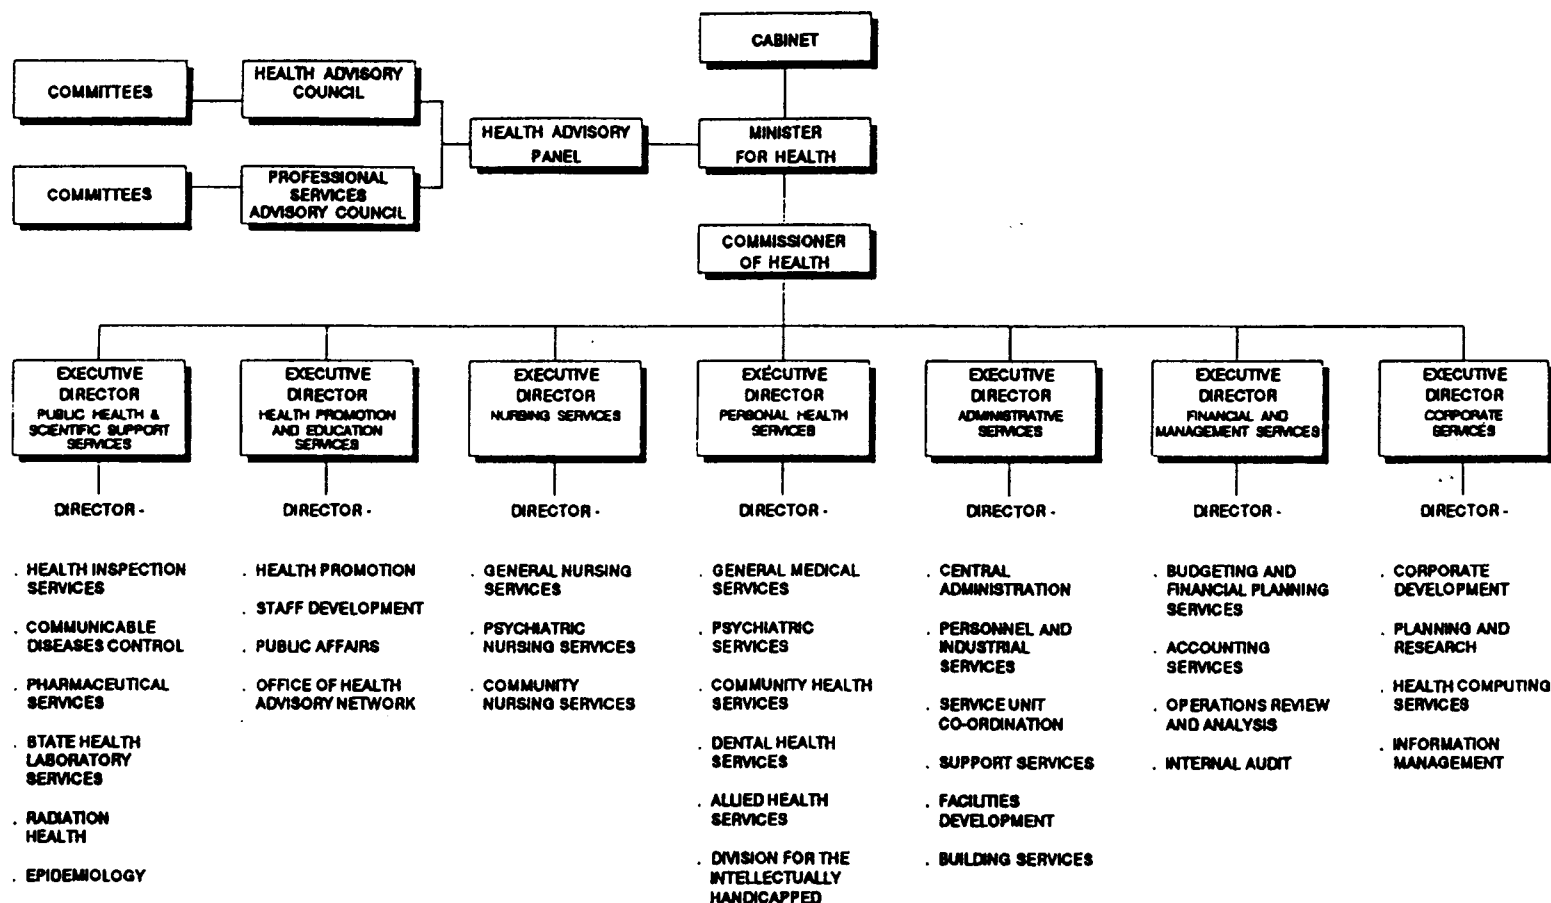 CABINET
COMMITTEES
HEALTH ADVISORY
COUNCIL
HEALTH ADVISORY
PANEL
MINISTER
FOR HEALTH
COMMITTEES
PROFESSIONAL
SERVICES
ADVISORY COUNCIL
COMMISSIONER
OF HEALTH
EXECUTIVE
DIRECTOR
PUBLIC HEALTH &
SCIENTIFIC SUPPORT
SERVICES
DIRECTOR -
. HEALTH INSPECTION
SERVICES
. COMMUNICABLE
DISEASES CONTROL
. PHARMACEUTICAL
SERVICES
. STATE HEALTH
LABORATORY
SERVICES
. RADIATION
HEALTH
. EPIDEMIOLOGY
EXECUTIVE
DIRECTOR
HEALTH PROMOTION
AND EDUCATION
SERVICES
DIRECTOR -
. HEALTH PROMOTION
. STAFF DEVELOPMENT
. PUBLIC AFFAIRS
. OFFICE OF HEALTH
ADVISORY NETWORK
EXECUTIVE
DIRECTOR
NURSING SERVICES
DIRECTOR -
. GENERAL NURSING
SERVICES
. PSYCHIATRIC
NURSING SERVICES
. COMMUNITY
NURSING SERVICES
EXECUTIVE
DIRECTOR
PERSONAL HEALTH
SERVICES
DIRECTOR -
. GENERAL MEDICAL
SERVICES
. PSYCHIATRIC
SERVICES
. COMMUNITY HEALTH
SERVICES
. DENTAL HEALTH
SERVICES
. ALLIED HEALTH
SERVICES
. DIVISION FOR THE
INTELLECTUALLY
HANDICAPPED
EXECUTIVE
DIRECTOR
ADMINISTRATIVE
SERVICES
DIRECTOR -
. CENTRAL
ADMINISTRATION
. PERSONNEL AND
INDUSTRIAL
SERVICES
. SERVICE UNIT
CO-ORDINATION
. SUPPORT SERVICES
. FACILITIES
DEVELOPMENT
. BUILDING SERVICES
EXECUTIVE
DIRECTOR
FINANCIAL AND
MANAGEMENT SERVICES
DIRECTOR -
. BUDGETING AND
FINANCIAL PLANNING
SERVICES
. ACCOUNTING
SERVICES
. OPERATIONS REVIEW
AND ANALYSIS
. INTERNAL AUDIT
EXECUTIVE
DIRECTOR
CORPORATE
SERVICES
DIRECTOR -
. CORPORATE
DEVELOPMENT
. PLANNING AND
RESEARCH
. HEALTH COMPUTING
SERVICES
. INFORMATION
MANAGEMENT